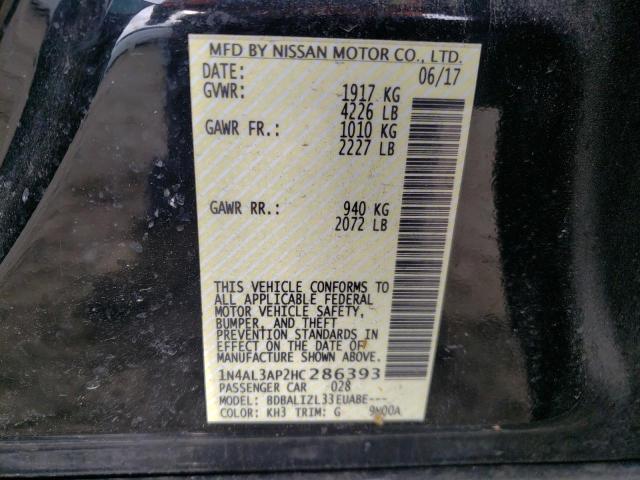 MFD BY NISSAN MOTOR CO., LTD.
DATE: 06/17
GVWR: 1917 KG
4226 LB
GAWR FR.: 1010 KG
2227 LB
GAWR RR.: 940 KG
2072 LB
THIS VEHICLE CONFORMS TO
ALL APPLICABLE FEDERAL
MOTOR VEHICLE SAFETY,
BUMPER, AND THEFT
PREVENTION STANDARDS IN
EFFECT ON THE DATE OF
MANUFACTURE SHOWN ABOVE.
1N4AL3AP2HC286393
PASSENGER CAR 028
MODEL: BDBALIZL33EUABE---
COLOR: KH3 TRIM: G 9N00A